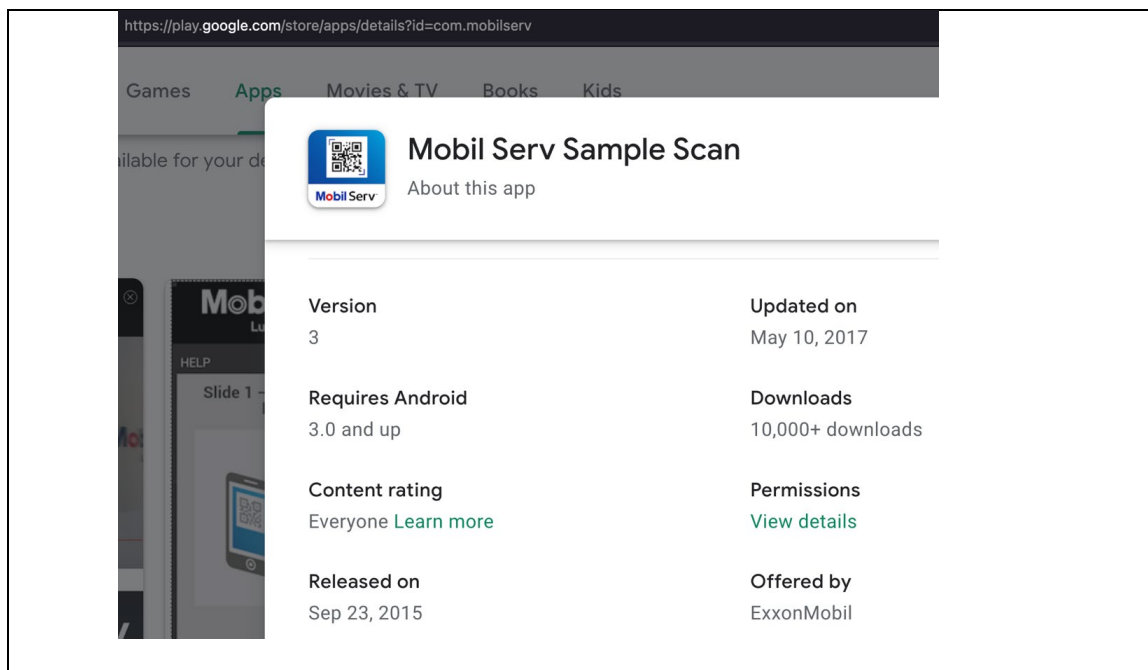 https://play.google.com/store/apps/details?id=com.mobilserv
Games Apps Movies & TV Books Kids
ilable for your de
Mobil Serv Sample Scan
About this app
Mobil Serv
Mob
Lu
HELP
Slide 1 –
Version
3
Updated on
May 10, 2017
Requires Android
3.0 and up
Downloads
10,000+ downloads
Content rating
Everyone Learn more
Permissions
View details
Released on
Sep 23, 2015
Offered by
ExxonMobil